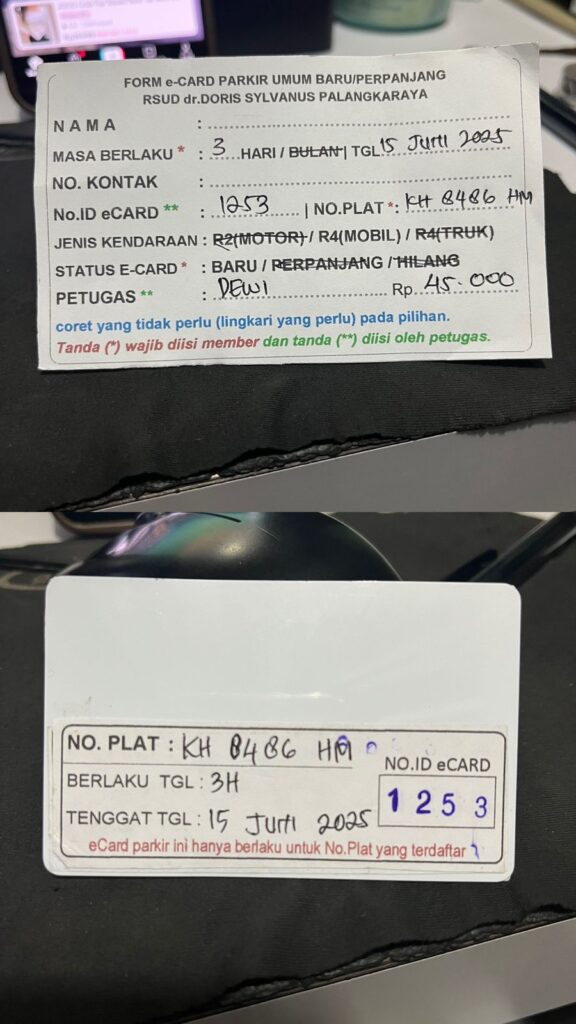 FORM e-CARD PARKIR UMUM BARU/PERPANJANG
RSUD dr.DORIS SYLVANUS PALANGKARAYA
N A M A :
MASA BERLAKU * : 3 HARI / BULAN | TGL 15 Juni 2025
NO. KONTAK :
No.ID eCARD ** : 1253 | NO.PLAT *: KH 8486 HM
JENIS KENDARAAN : R2(MOTOR) / R4(MOBIL) / R4(TRUK)
STATUS E-CARD * : BARU / PERPANJANG / HILANG
PETUGAS ** : DEWI Rp. 45.000
coret yang tidak perlu (lingkari yang perlu) pada pilihan.
Tanda (*) wajib diisi member dan tanda (**) diisi oleh petugas.
NO. PLAT : KH 8486 HM
BERLAKU TGL : 3H
TENGGAT TGL : 15 Juni 2025
NO.ID eCARD
1 2 5 3
eCard parkir ini hanya berlaku untuk No.Plat yang terdaftar